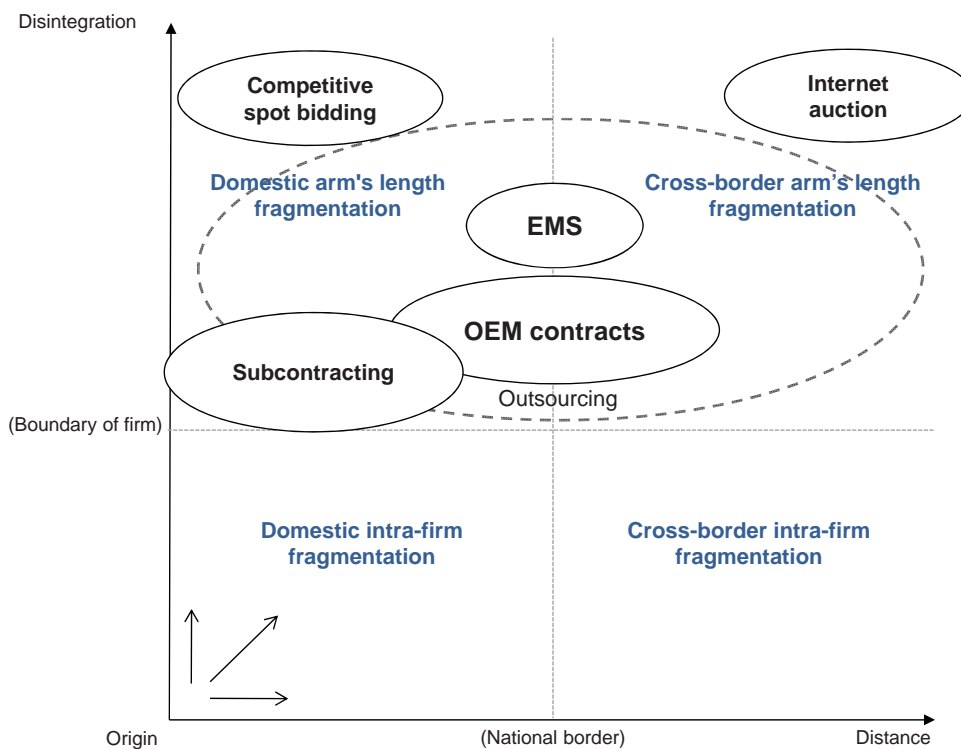 Disintegration
Competitive
spot bidding
Internet
auction
Domestic arm's length
fragmentation
Cross-border arm’s length
fragmentation
EMS
OEM contracts
Subcontracting
Outsourcing
(Boundary of firm)
Domestic intra-firm
fragmentation
Cross-border intra-firm
fragmentation
Origin
(National border)
Distance